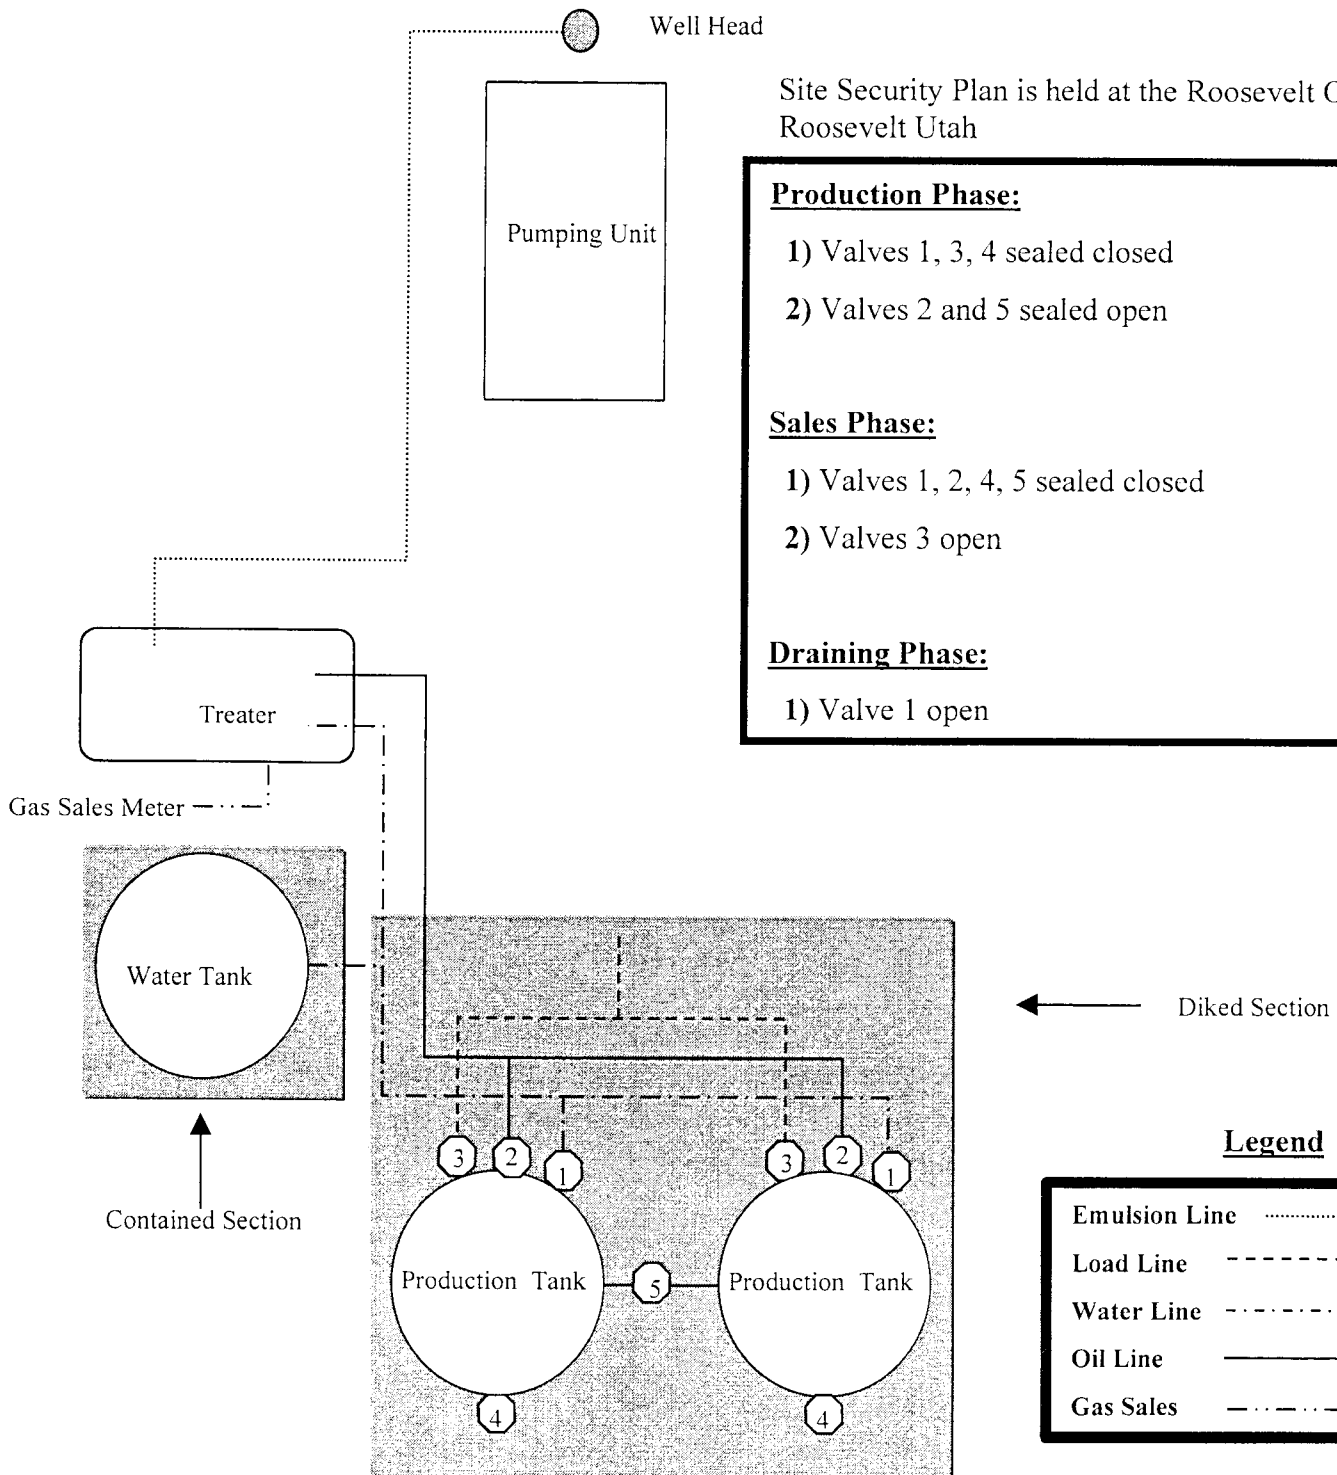 Well Head
Site Security Plan is held at the Roosevelt
Roosevelt Utah
Pumping Unit
Production Phase:
1) Valves 1, 3, 4 sealed closed
2) Valves 2 and 5 sealed open
Sales Phase:
1) Valves 1, 2, 4, 5 sealed closed
2) Valves 3 open
Draining Phase:
1) Valve 1 open
Treater
Gas Sales Meter
Water Tank
Contained Section
Diked Section
3 2 1 3 2 1
Production Tank 5 Production Tank
4 4
Legend
Emulsion Line
Load Line
Water Line
Oil Line
Gas Sales